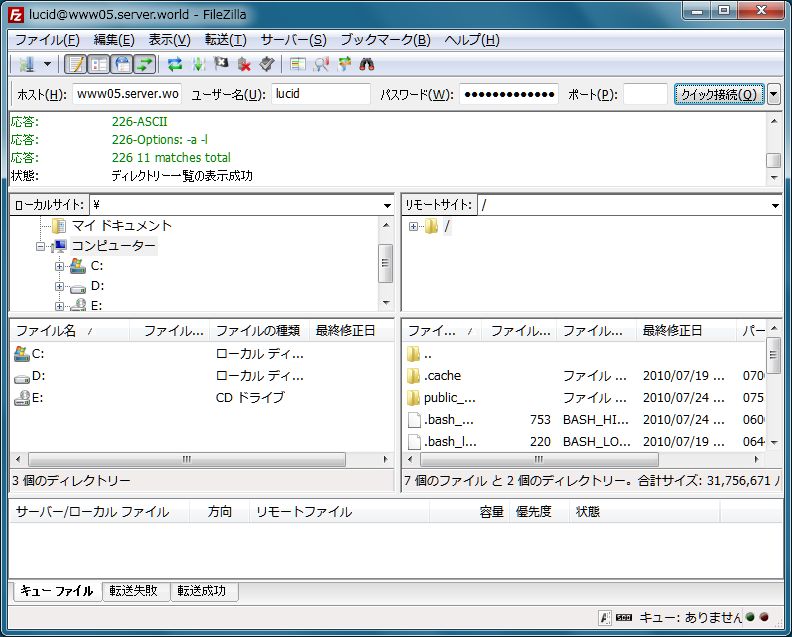 lucid@www05.server.world - FileZilla
ファイル(F) 編集(E) 表示(V) 転送(T) サーバー(S) ブックマーク(B) ヘルプ(H)
ホスト(H): www05.server.wo ユーザー名(U): lucid パスワード(W): ●●●●●●●●●●●●● ポート(P): クイック接続(Q)
応答: 226-ASCII
応答: 226-Options: -a -l
応答: 226 11 matches total
状態: ディレクトリー一覧の表示成功
ローカルサイト: ¥
マイ ドキュメント
コンピューター
C:
D:
E:
リモートサイト: /
/
ファイル名 ファイル... ファイルの種類 最終修正日
C: ローカル ディ...
D: ローカル ディ...
E: CD ドライブ
3 個のディレクトリー
ファイ... ファイル... ファイル... 最終修正日 パー
..
.cache ファイル ... 2010/07/19 ... 070
public_... ファイル ... 2010/07/24 ... 075
.bash_... 753 BASH_HI... 2010/07/24 ... 060
.bash_l... 220 BASH_LO... 2010/07/19 ... 064
7 個のファイル と 2 個のディレクトリー。合計サイズ: 31,756,671
サーバー/ローカル ファイル 方向 リモートファイル 容量 優先度 状態
キュー ファイル 転送失敗 転送成功
キュー: ありません